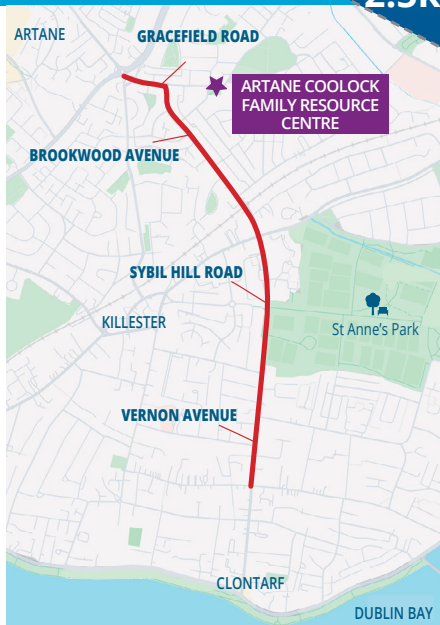 ARTANE
GRACEFIELD ROAD
ARTANE COOLOCK
FAMILY RESOURCE
CENTRE
BROOKWOOD AVENUE
SYBIL HILL ROAD
KILLESTER
St Anne's Park
VERNON AVENUE
CLONTARF
DUBLIN BAY